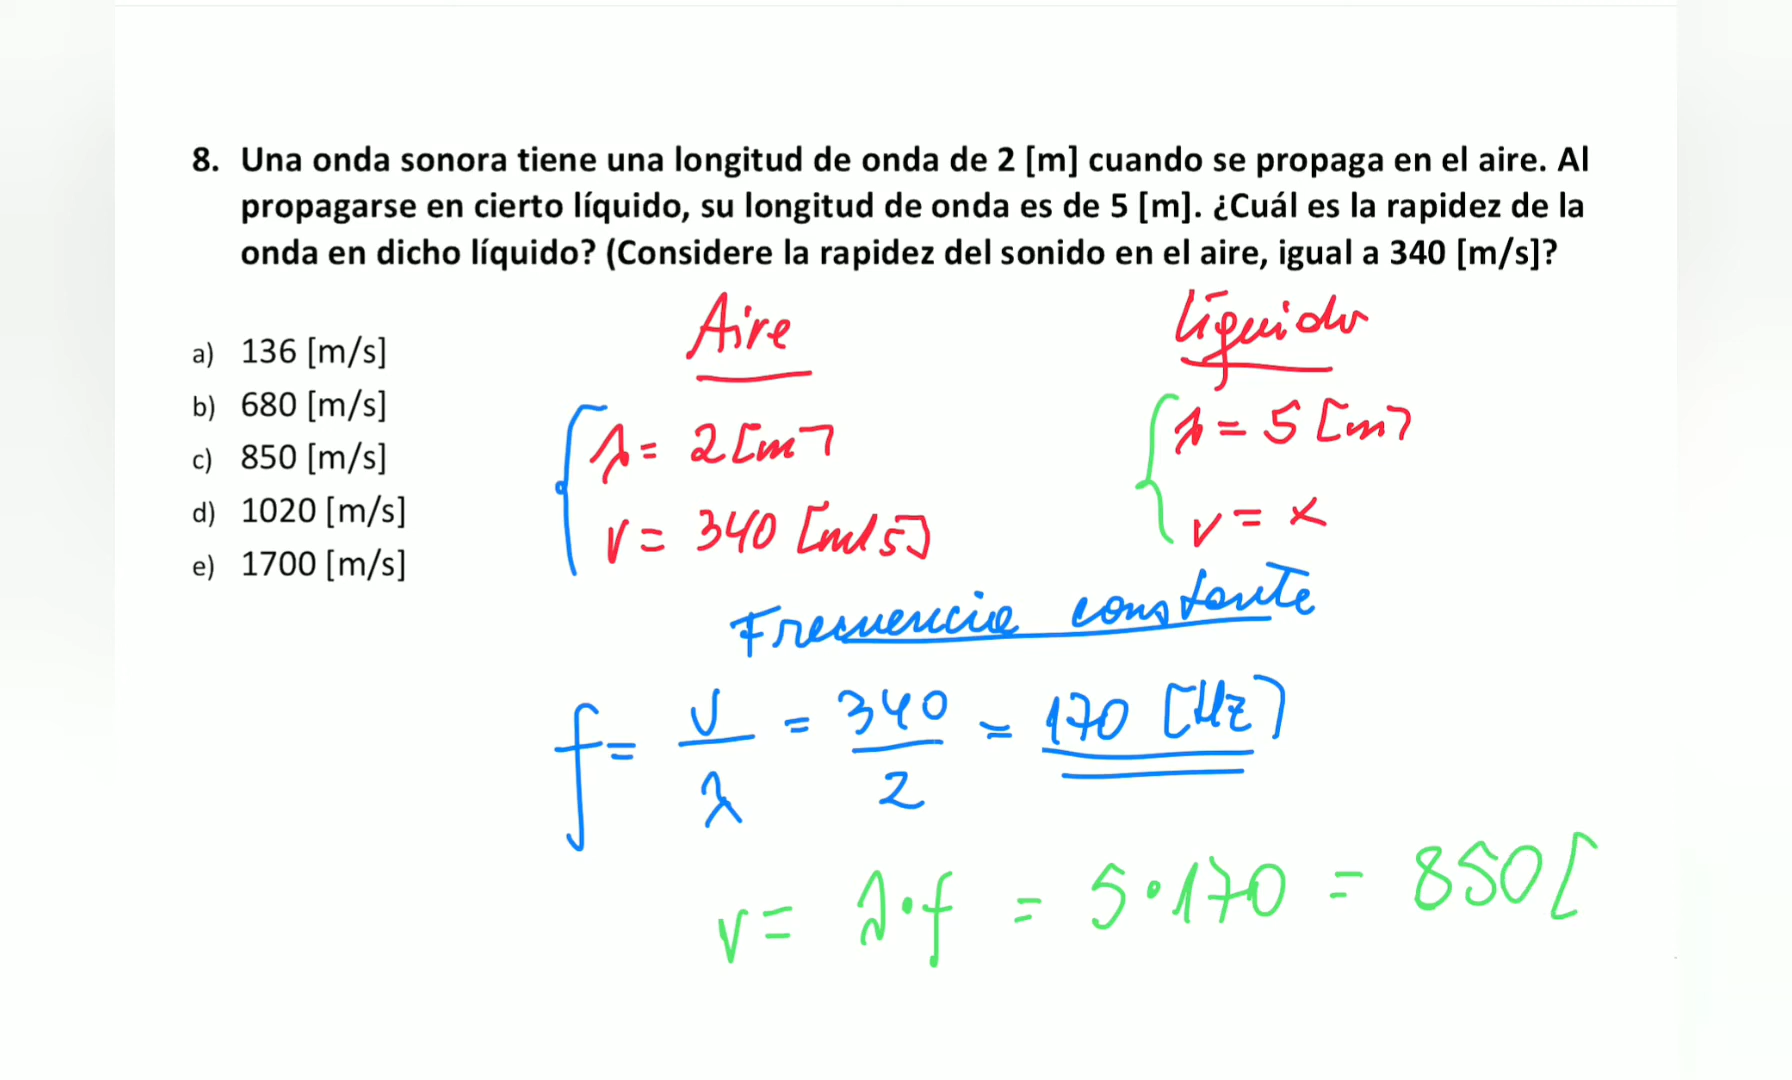 8. Una onda sonora tiene una longitud de onda de 2 [m] cuando se propaga en el aire. Al
propagarse en cierto líquido, su longitud de onda es de 5 [m]. ¿Cuál es la rapidez de la
onda en dicho líquido? (Considere la rapidez del sonido en el aire, igual a 340 [m/s]?
a) 136 [m/s]
b) 680 [m/s]
c) 850 [m/s]
d) 1020 [m/s]
e) 1700 [m/s]
Aire
λ = 2 [m]
v = 340 [m/s]
Líquido
λ = 5 [m]
v = x
Frecuencia constante
f = v/λ = 340/2 = 170 [Hz]
v = λ·f = 5·170 = 850 [